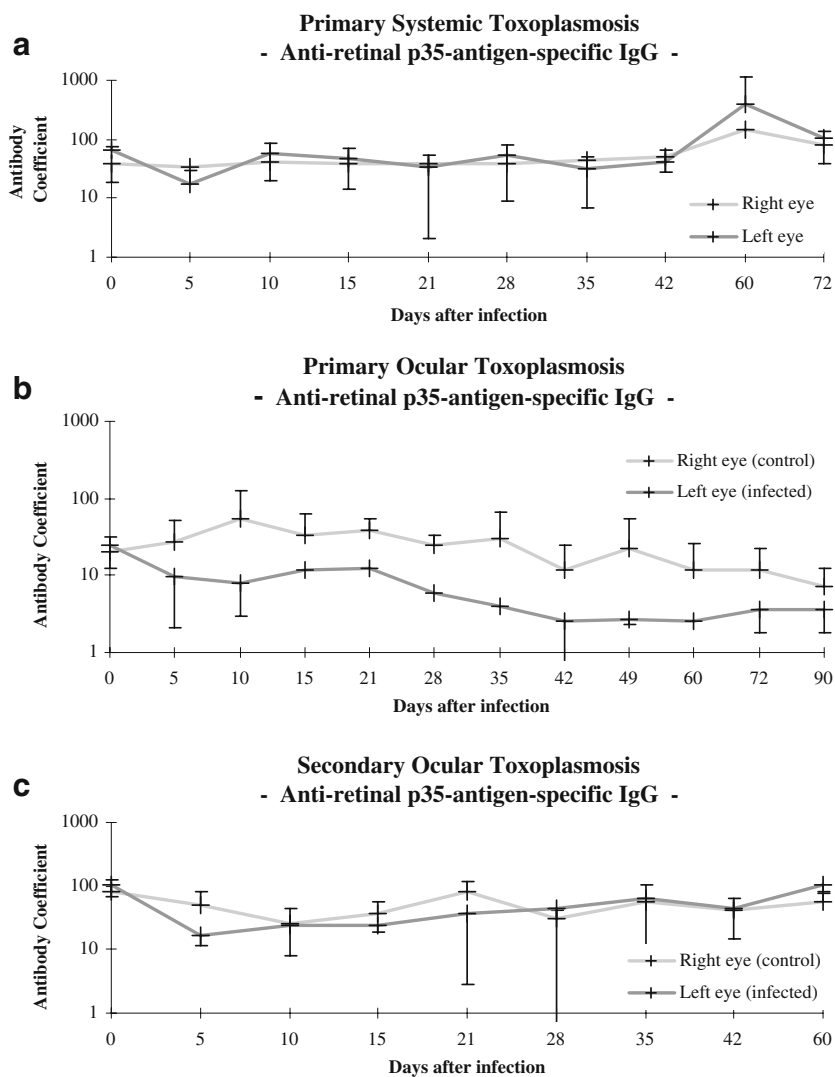 a
Primary Systemic Toxoplasmosis
- Anti-retinal p35-antigen-specific IgG -
Antibody
Coefficient
1000
100
10
1
Right eye
Left eye
0 5 10 15 21 28 35 42 60 72
Days after infection
b
Primary Ocular Toxoplasmosis
- Anti-retinal p35-antigen-specific IgG -
Antibody Coefficient
1000
100
10
1
Right eye (control)
Left eye (infected)
0 5 10 15 21 28 35 42 49 60 72 90
Days after infection
c
Secondary Ocular Toxoplasmosis
- Anti-retinal p35-antigen-specific IgG -
Antibody Coefficient
1000
100
10
1
Right eye (control)
Left eye (infected)
0 5 10 15 21 28 35 42 60
Days after infection